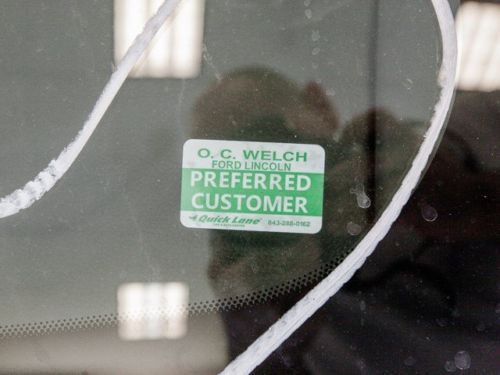 O. C. WELCH
FORD LINCOLN
PREFERRED
CUSTOMER
Quick Lane 843-288-0162